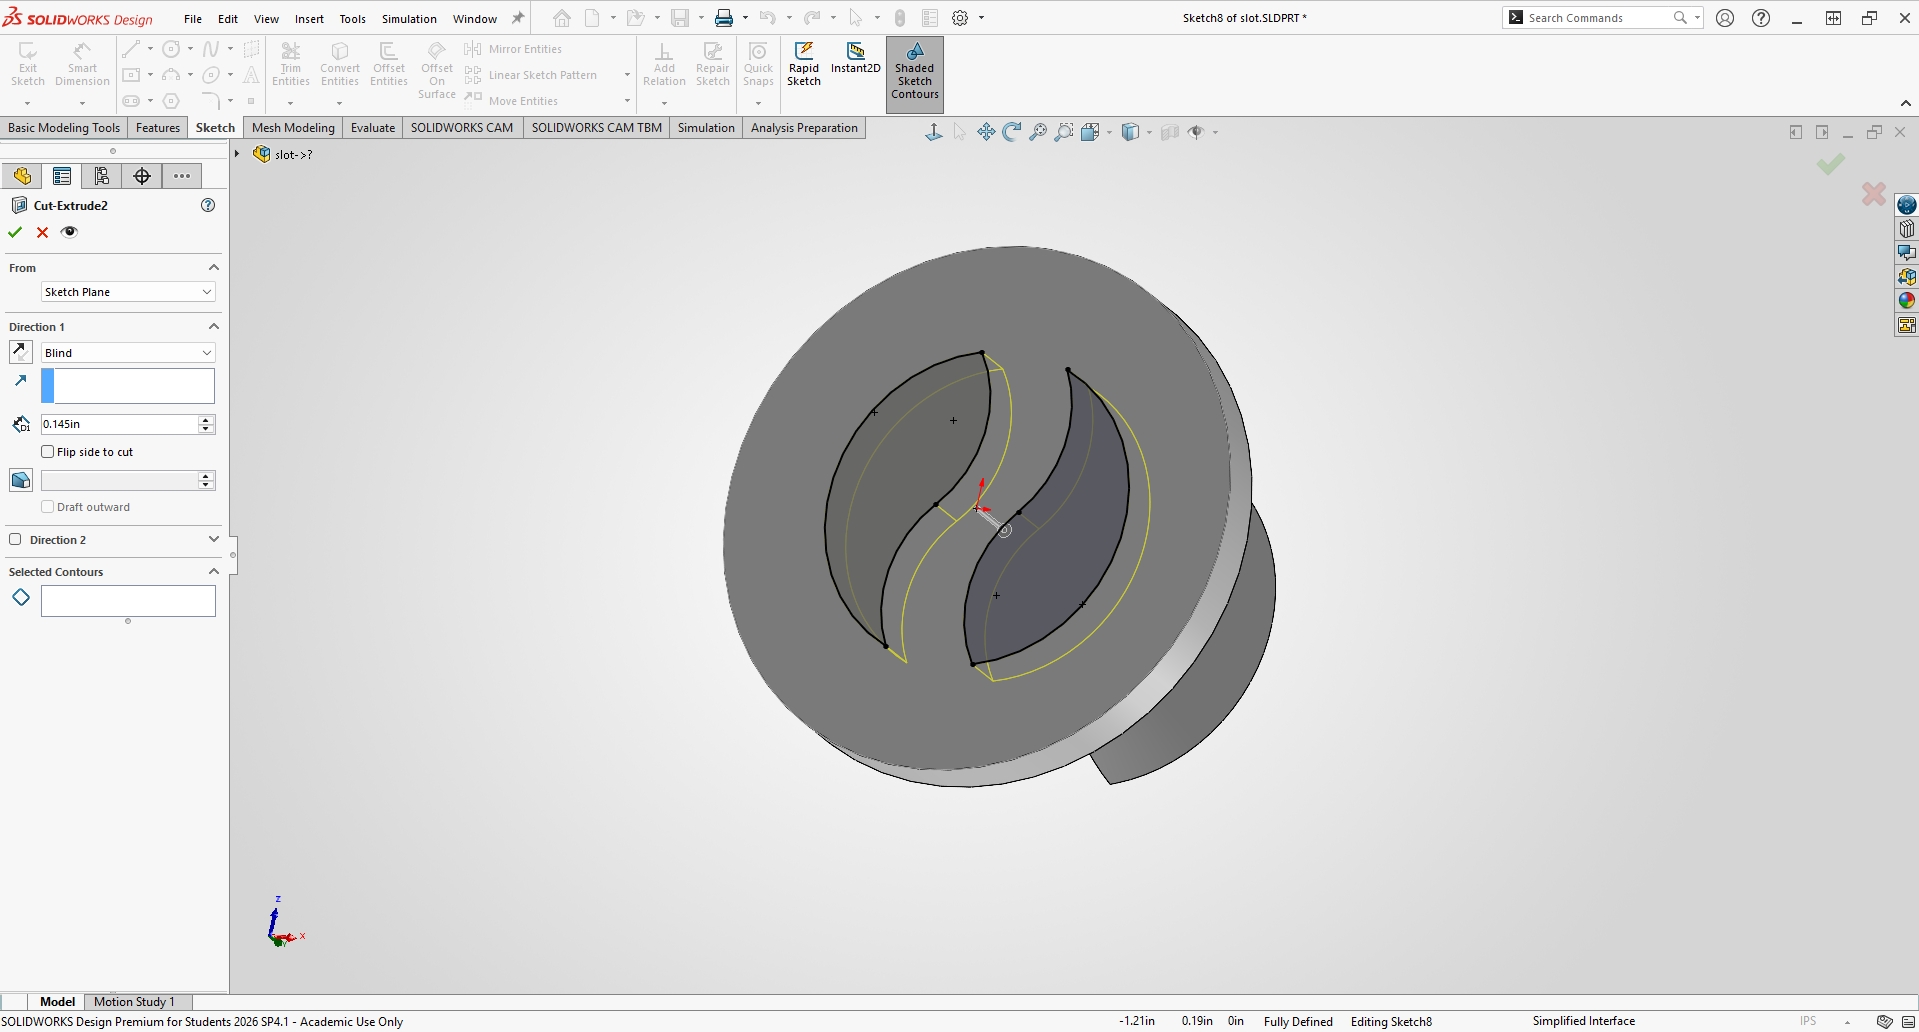 SOLIDWORKS Design
File Edit View Insert Tools Simulation Window
Sketch8 of slot.SLDPRT *
Search Commands
Exit Sketch
Smart Dimension
Trim Entities
Convert Entities
Offset Entities
Offset On Surface
Mirror Entities
Linear Sketch Pattern
Move Entities
Add Relation
Repair Sketch
Quick Snaps
Rapid Sketch
Instant2D
Shaded Sketch Contours
Basic Modeling Tools Features Sketch Mesh Modeling Evaluate SOLIDWORKS CAM SOLIDWORKS CAM TBM Simulation Analysis Preparation
slot->?
Cut-Extrude2
From
Sketch Plane
Direction 1
Blind
D1
0.145in
Flip side to cut
Draft outward
Direction 2
Selected Contours
Z
X
Y
Model Motion Study 1
SOLIDWORKS Design Premium for Students 2026 SP4.1 - Academic Use Only
-1.21in 0.19in 0in Fully Defined Editing Sketch8 Simplified Interface IPS